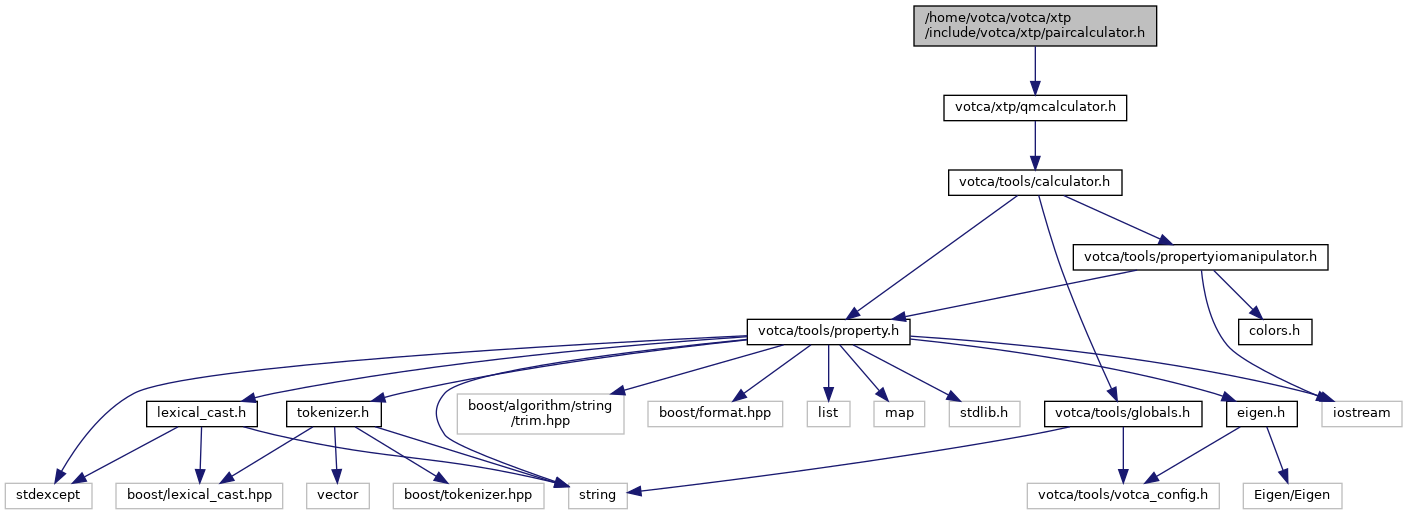 /home/votca/votca/xtp
/include/votca/xtp/paircalculator.h
votca/xtp/qmcalculator.h
votca/tools/calculator.h
votca/tools/propertyiomanipulator.h
votca/tools/property.h
colors.h
lexical_cast.h
tokenizer.h
boost/algorithm/string
/trim.hpp
boost/format.hpp
list
map
stdlib.h
votca/tools/globals.h
eigen.h
iostream
stdexcept
boost/lexical_cast.hpp
vector
boost/tokenizer.hpp
string
votca/tools/votca_config.h
Eigen/Eigen